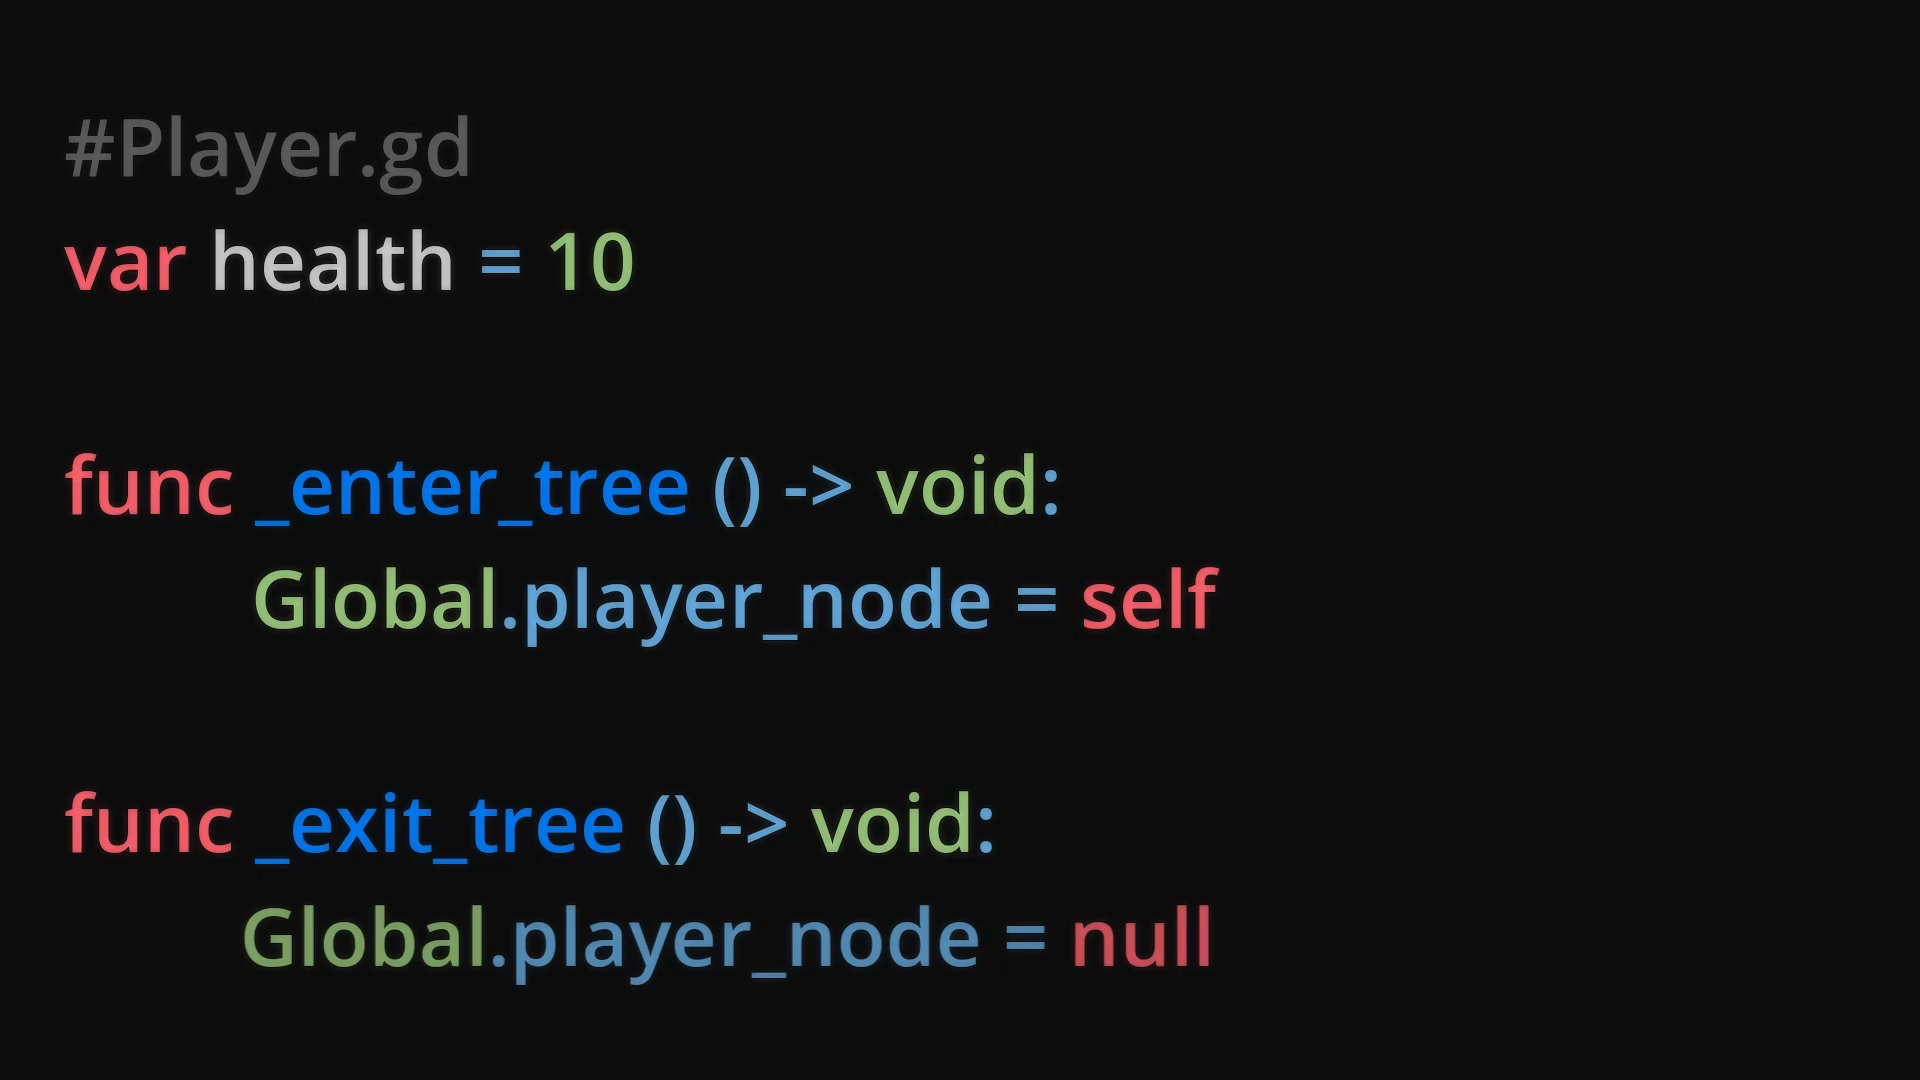 #Player.gd
var health = 10
func _enter_tree () -> void:
Global.player_node = self
func _exit_tree () -> void:
Global.player_node = null